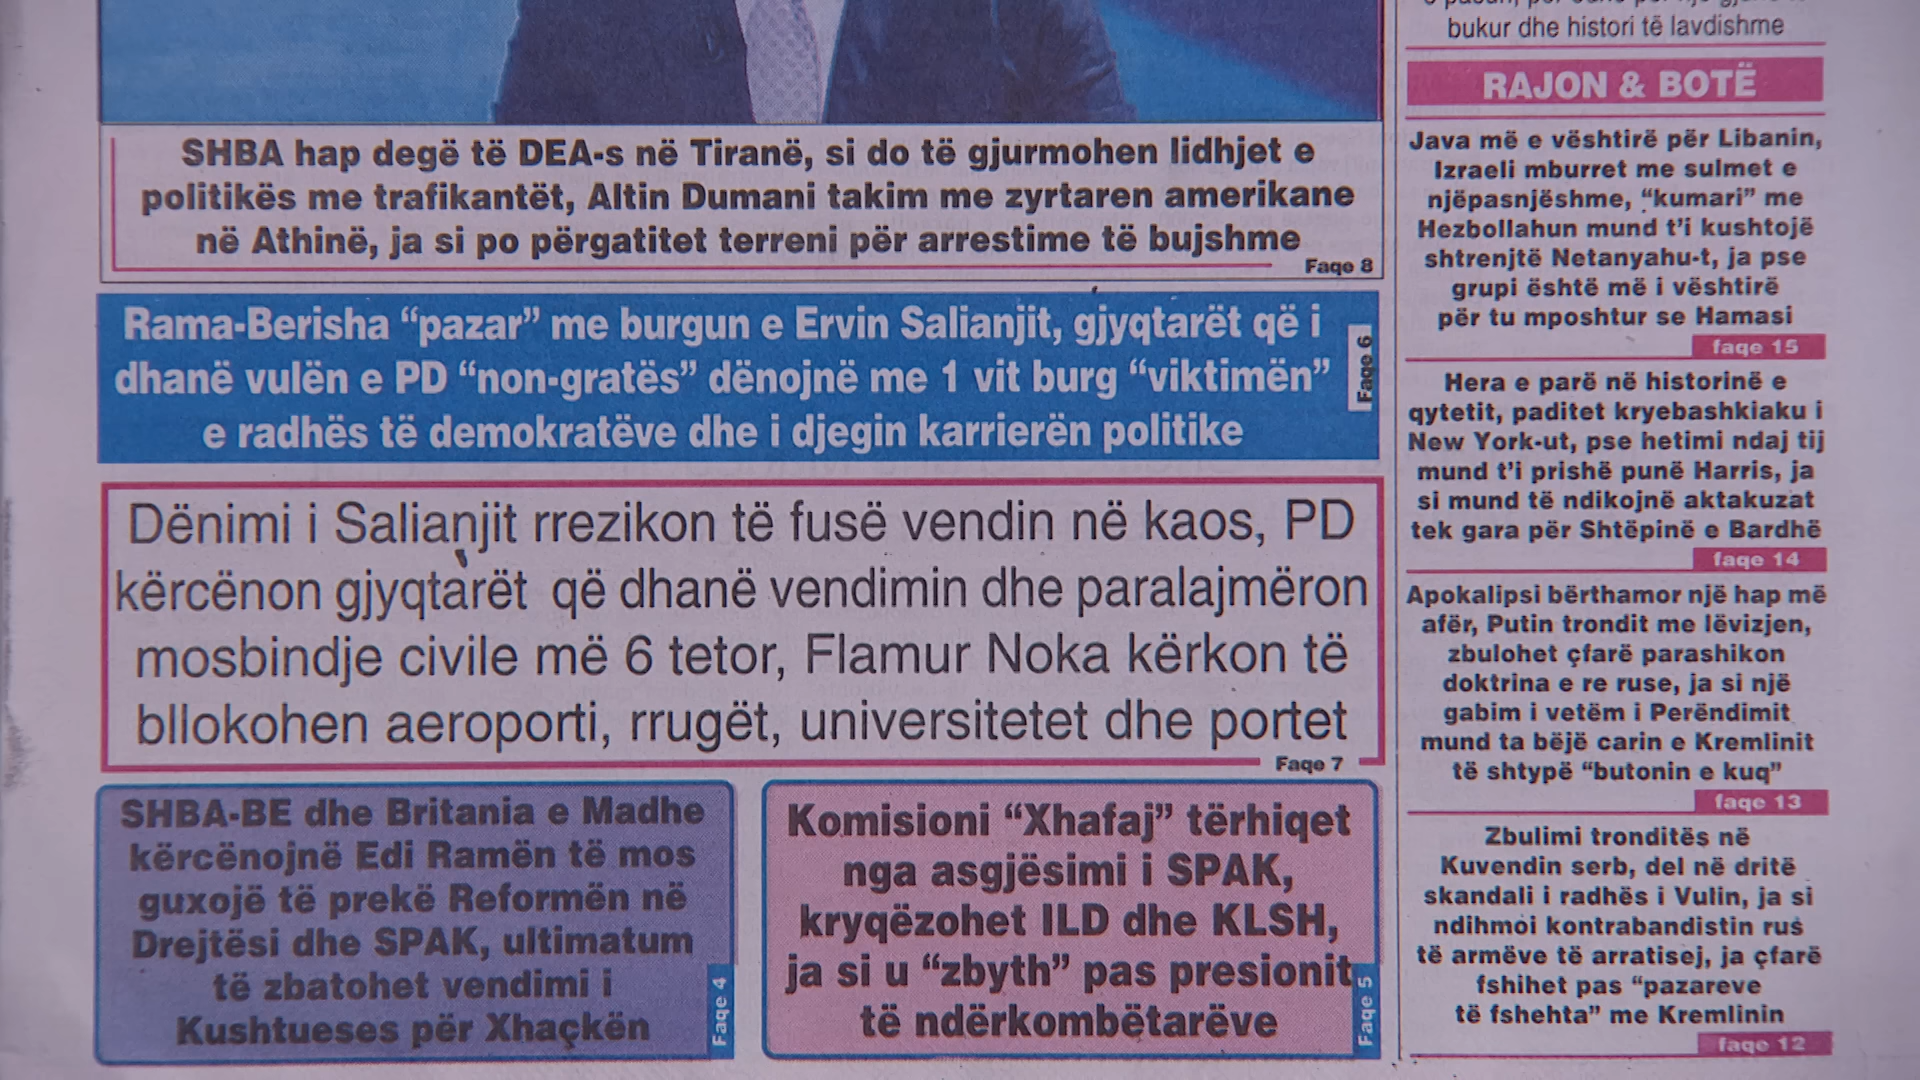 SHBA hap degë të DEA-s në Tiranë, si do të gjurmohen lidhjet e
politikës me trafikantët, Altin Dumani takim me zyrtaren amerikane
në Athinë, ja si po përgatitet terreni për arrestime të bujshme
Faqe 8
Rama-Berisha “pazar” me burgun e Ervin Salianjit, gjyqtarët që i
dhanë vulën e PD “non-gratës” dënojnë me 1 vit burg “viktimën”
e radhës të demokratëve dhe i djegin karrierën politike
Faqe 6
Dënimi i Salianjit rrezikon të fusë vendin në kaos, PD
kërcënon gjyqtarët që dhanë vendimin dhe paralajmëron
mosbindje civile më 6 tetor, Flamur Noka kërkon të
bllokohen aeroporti, rrugët, universitetet dhe portet
Faqe 7
SHBA-BE dhe Britania e Madhe
kërcënojnë Edi Ramën të mos
guxojë të prekë Reformën në
Drejtësi dhe SPAK, ultimatum
të zbatohet vendimi i
Kushtueses për Xhaçkën
Faqe 4
Komisioni “Xhafaj” tërhiqet
nga asgjësimi i SPAK,
kryqëzohet ILD dhe KLSH,
ja si u “zbyth” pas presionit
të ndërkombëtarëve
Faqe 5
bukur dhe histori të lavdishme
RAJON & BOTË
Java më e vështirë për Libanin,
Izraeli mburret me sulmet e
njëpasnjëshme, “kumari” me
Hezbollahun mund t’i kushtojë
shtrenjtë Netanyahu-t, ja pse
grupi është më i vështirë
për tu mposhtur se Hamasi
faqe 15
Hera e parë në historinë e
qytetit, paditet kryebashkiaku i
New York-ut, pse hetimi ndaj tij
mund t’i prishë punë Harris, ja
si mund të ndikojnë aktakuzat
tek gara për Shtëpinë e Bardhë
faqe 14
Apokalipsi bërthamor një hap më
afër, Putin trondit me lëvizjen,
zbulohet çfarë parashikon
doktrina e re ruse, ja si një
gabim i vetëm i Perëndimit
mund ta bëjë carin e Kremlinit
të shtypë “butonin e kuq”
faqe 13
Zbulimi tronditës në
Kuvendin serb, del në dritë
skandali i radhës i Vulin, ja si
ndihmoi kontrabandistin rus
të armëve të arratisej, ja çfarë
fshihet pas “pazareve
të fshehta” me Kremlinin
faqe 12